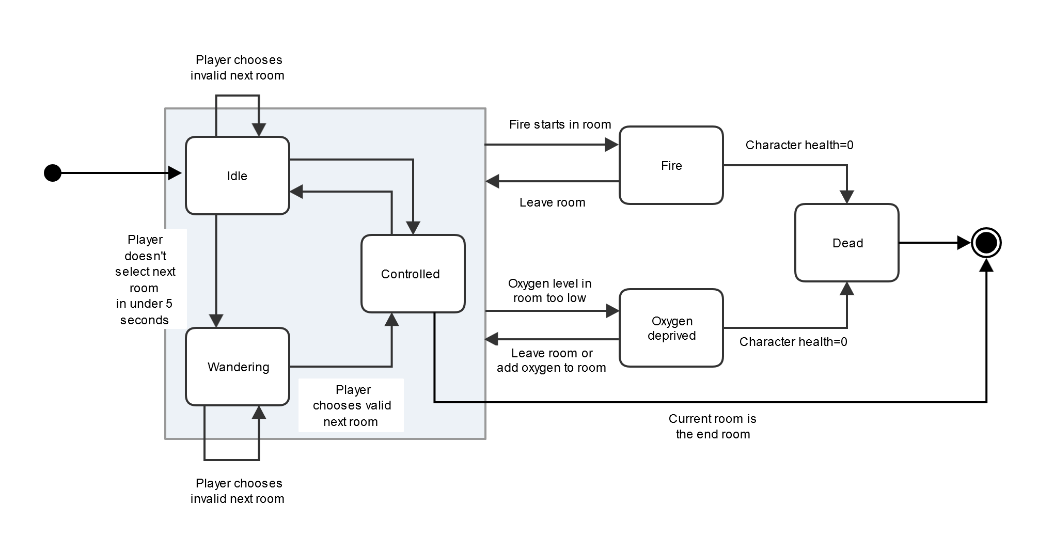 Player chooses
invalid next room
Idle
Player
doesn't
select next
room
in under 5
seconds
Controlled
Wandering
Player
chooses valid
next room
Player chooses
invalid next room
Fire starts in room
Leave room
Fire
Character health=0
Dead
Oxygen level in
room too low
Oxygen
deprived
Leave room or
add oxygen to room
Character health=0
Current room is
the end room